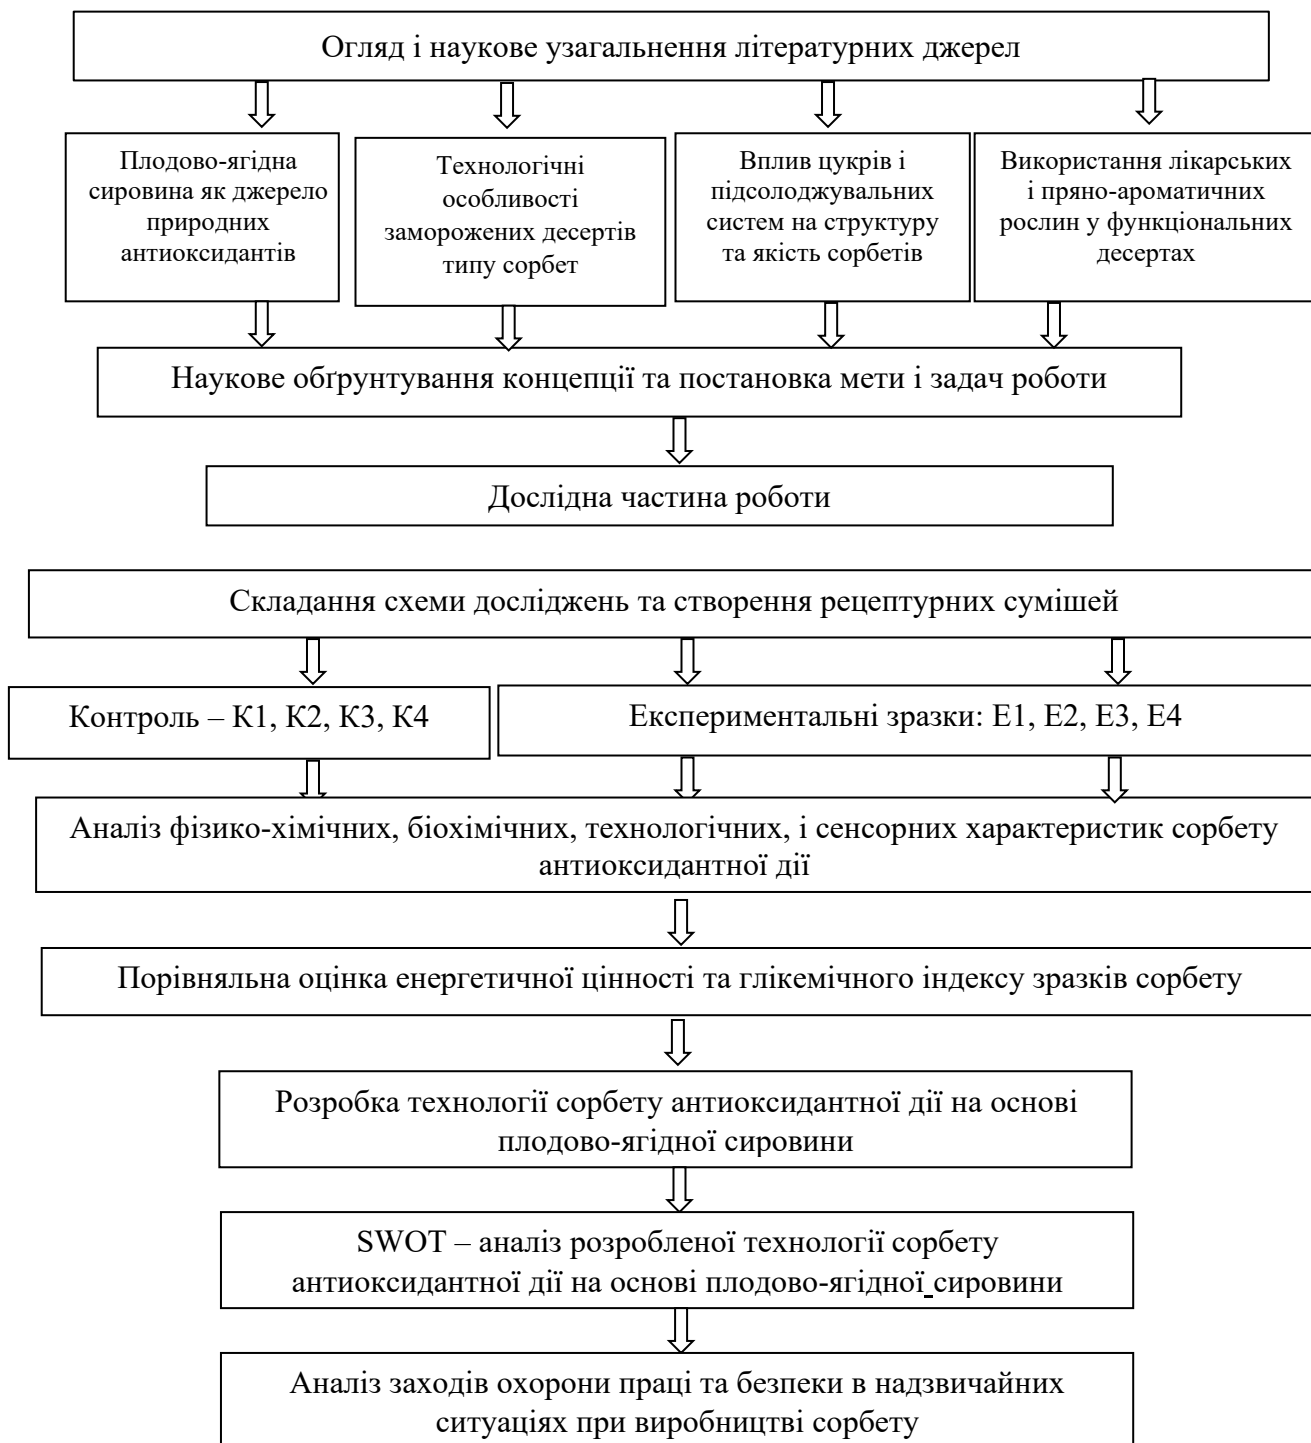 Огляд і наукове узагальнення літературних джерел
Плодово-ягідна
сировина як джерело
природних
антиоксидантів
Технологічні
особливості
заморожених десертів
типу сорбет
Вплив цукрів і
підсолоджувальних
систем на структуру
та якість сорбетів
Використання лікарських
і пряно-ароматичних
рослин у функціональних
десертах
Наукове обґрунтування концепції та постановка мети і задач роботи
Дослідна частина роботи
Складання схеми досліджень та створення рецептурних сумішей
Контроль – К1, К2, К3, К4
Експериментальні зразки: Е1, Е2, Е3, Е4
Аналіз фізико-хімічних, біохімічних, технологічних, і сенсорних характеристик сорбету
антиоксидантної дії
Порівняльна оцінка енергетичної цінності та глікемічного індексу зразків сорбету
Розробка технології сорбету антиоксидантної дії на основі
плодово-ягідної сировини
SWOT – аналіз розробленої технології сорбету
антиоксидантної дії на основі плодово-ягідної сировини
Аналіз заходів охорони праці та безпеки в надзвичайних
ситуаціях при виробництві сорбету